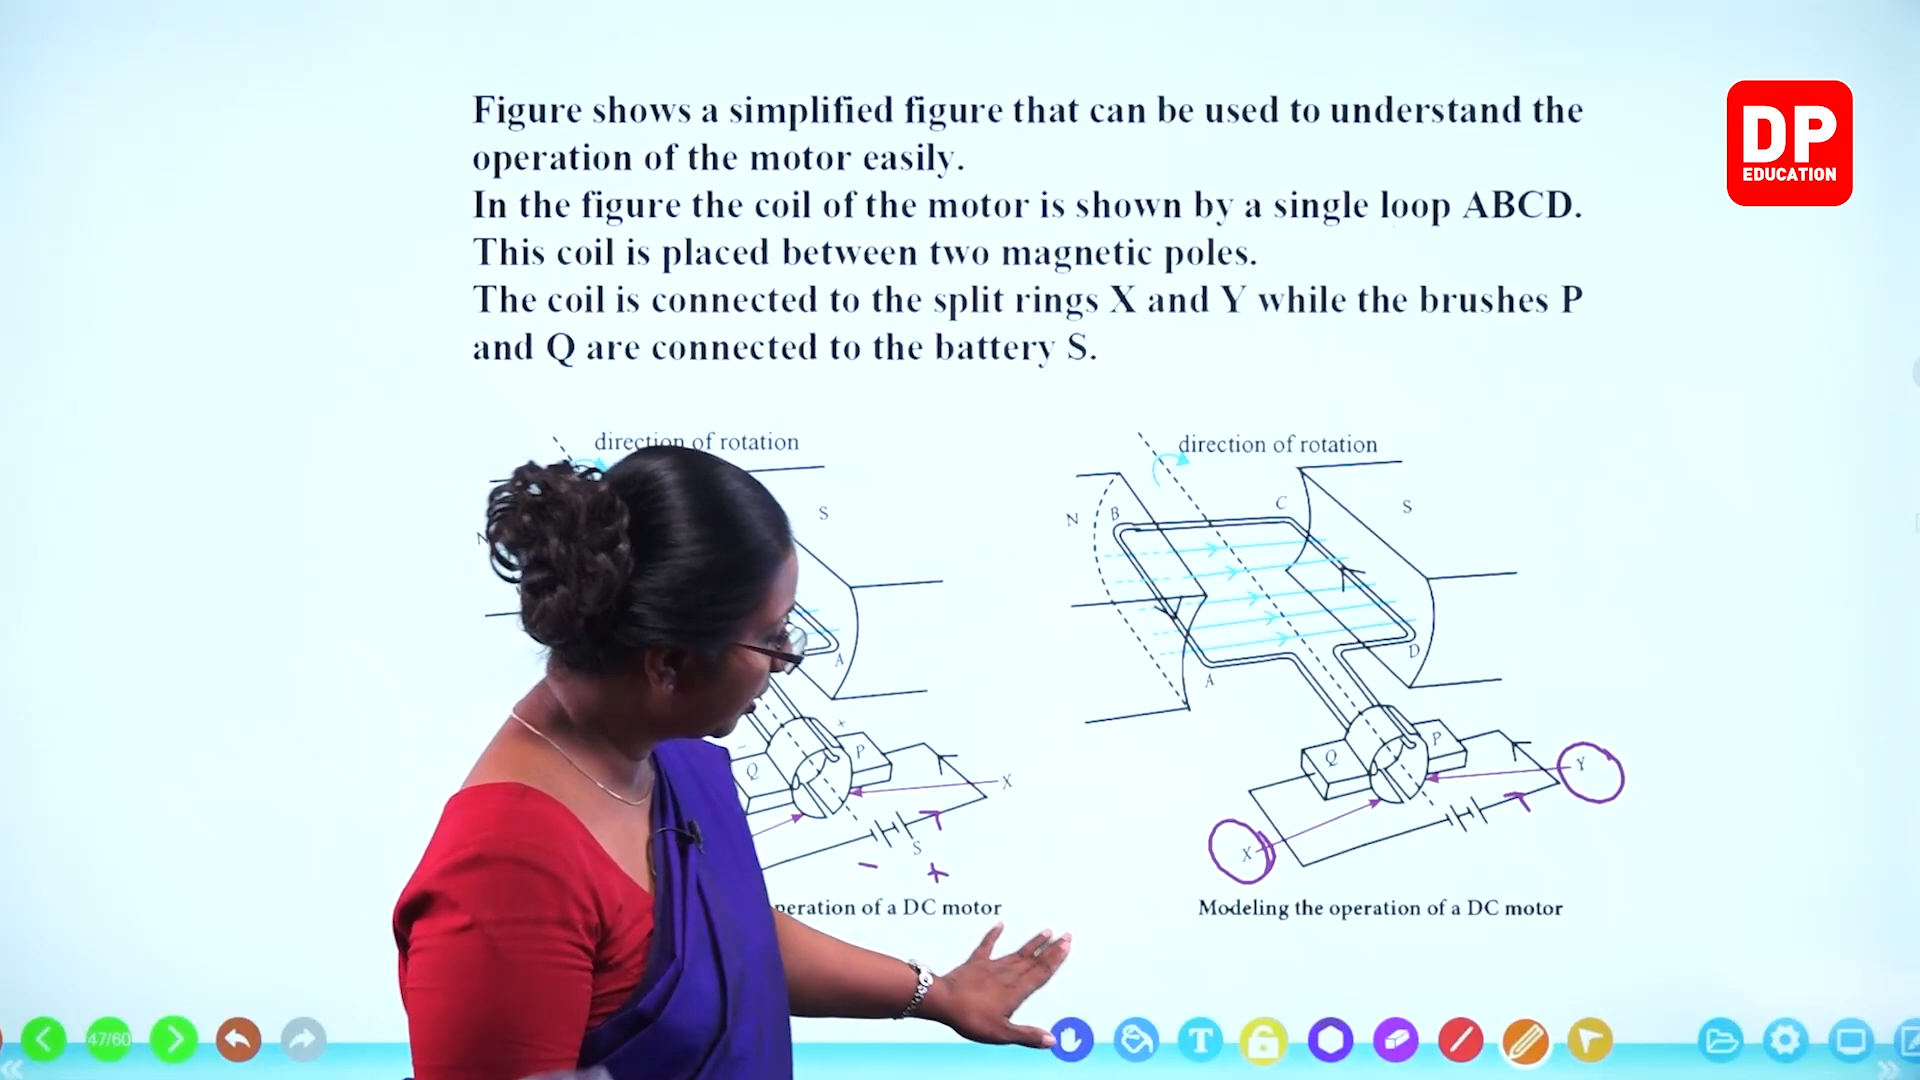 Figure shows a simplified figure that can be used to understand the
operation of the motor easily.
In the figure the coil of the motor is shown by a single loop ABCD.
This coil is placed between two magnetic poles.
The coil is connected to the split rings X and Y while the brushes P
and Q are connected to the battery S.
DP
EDUCATION
direction of rotation
N
S
A
+
−
Q
P
X
S
− +
operation of a DC motor
direction of rotation
N
B
C
S
A
D
Q
P
Y
X
Modeling the operation of a DC motor
47/60
T